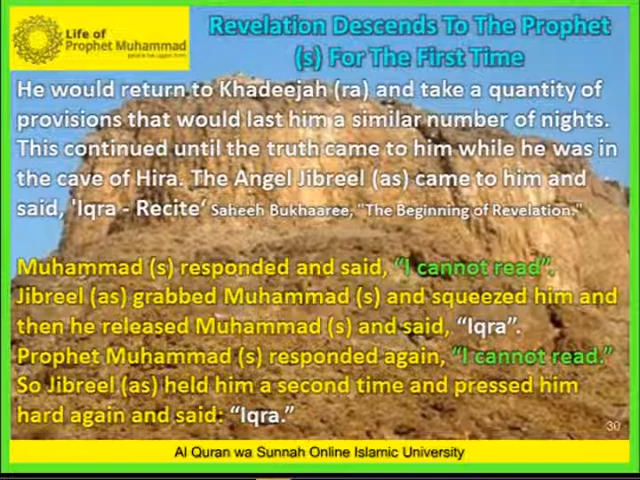 Life of
Prophet Muhammad
peace be upon him
Revelation Descends To The Prophet
(s) For The First Time
He would return to Khadeejah (ra) and take a quantity of
provisions that would last him a similar number of nights.
This continued until the truth came to him while he was in
the cave of Hira. The Angel Jibreel (as) came to him and
said, 'Iqra - Recite‘ Saheeh Bukhaaree, "The Beginning of Revelation."
Muhammad (s) responded and said, “I cannot read”.
Jibreel (as) grabbed Muhammad (s) and squeezed him and
then he released Muhammad (s) and said, “Iqra”.
Prophet Muhammad (s) responded again, “I cannot read.”
So Jibreel (as) held him a second time and pressed him
hard again and said: “Iqra.”
30
Al Quran wa Sunnah Online Islamic University